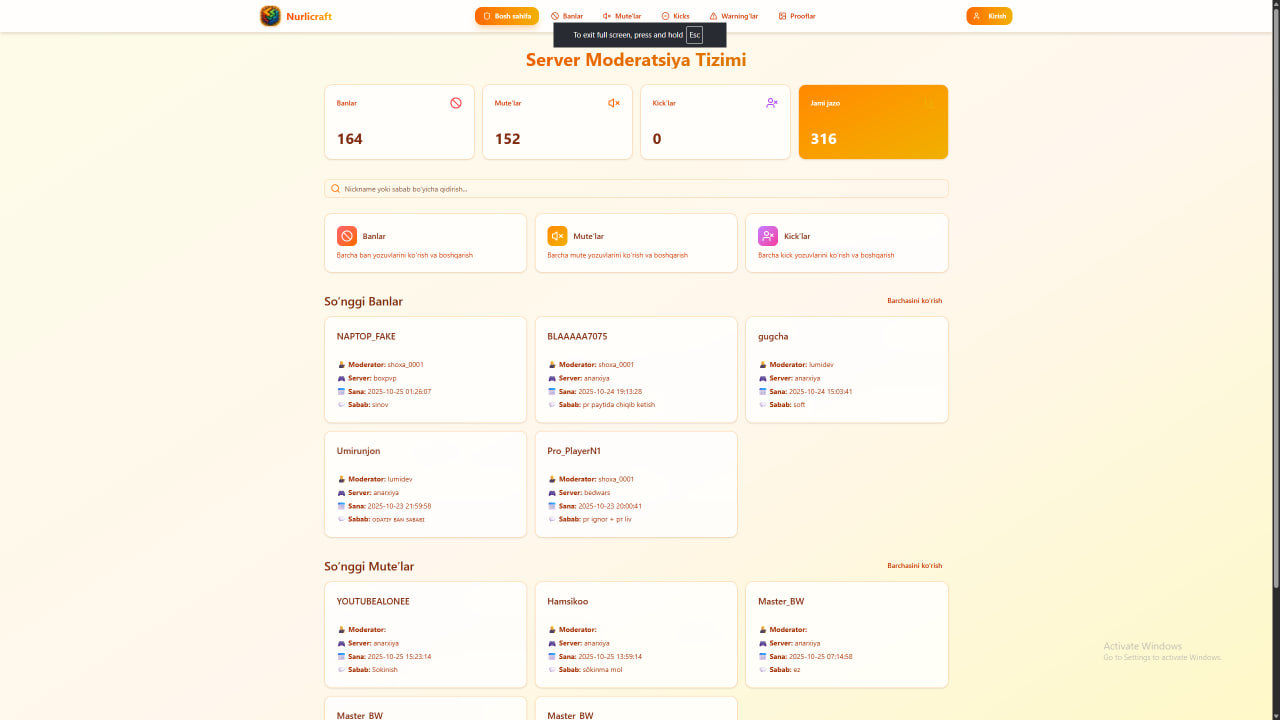 Nurlicraft
Bosh sahifa
Banlar
Mute'lar
Kicks
Warning'lar
Prooflar
Kirish
To exit full screen, press and hold Esc
Server Moderatsiya Tizimi
Banlar
164
Mute'lar
152
Kick'lar
0
Jami jazo
316
Nickname yoki sabab bo'yicha qidirish...
Banlar
Barcha ban yozuvlarini ko'rish va boshqarish
Mute'lar
Barcha mute yozuvlarini ko'rish va boshqarish
Kick'lar
Barcha kick yozuvlarini ko'rish va boshqarish
So'nggi Banlar
Barchasini ko'rish
NAPTOP_FAKE
Moderator: shoxa_0001
Server: boxpvp
Sana: 2025-10-25 01:26:07
Sabab: sinov
BLAAAAA7075
Moderator: shoxa_0001
Server: anarxiya
Sana: 2025-10-24 19:13:28
Sabab: pr paytida chiqib ketish
gugcha
Moderator: lumidev
Server: anarxiya
Sana: 2025-10-24 15:03:41
Sabab: soft
Umirunjon
Moderator: lumidev
Server: anarxiya
Sana: 2025-10-23 21:59:58
Sabab: ᴏᴅᴀᴛɪʏ ʙᴀɴ sᴀʙᴀʙɪ
Pro_PlayerN1
Moderator: shoxa_0001
Server: bedwars
Sana: 2025-10-23 20:00:41
Sabab: pr ignor + pr liv
So'nggi Mute'lar
Barchasini ko'rish
YOUTUBEALONEE
Moderator:
Server: anarxiya
Sana: 2025-10-25 15:23:14
Sabab: Sokinish
Hamsikoo
Moderator:
Server: anarxiya
Sana: 2025-10-25 13:59:14
Sabab: sôkinma mol
Master_BW
Moderator:
Server: anarxiya
Sana: 2025-10-25 07:14:58
Sabab: ez
Master_BW
Master_BW
Activate Windows
Go to Settings to activate Windows.